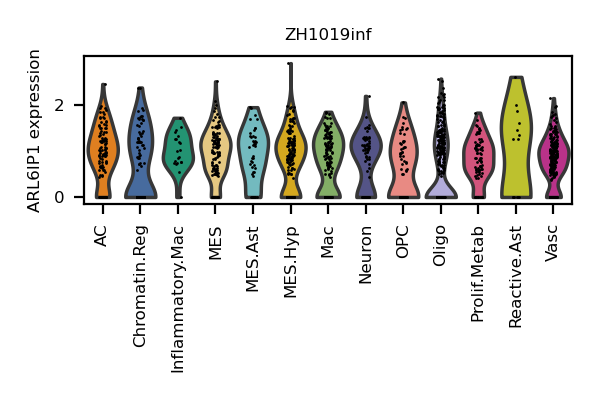 ZH1019inf
ARL6IP1 expression
2
0
AC
Chromatin.Reg
Inflammatory.Mac
MES
MES.Ast
MES.Hyp
Mac
Neuron
OPC
Oligo
Prolif.Metab
Reactive.Ast
Vasc